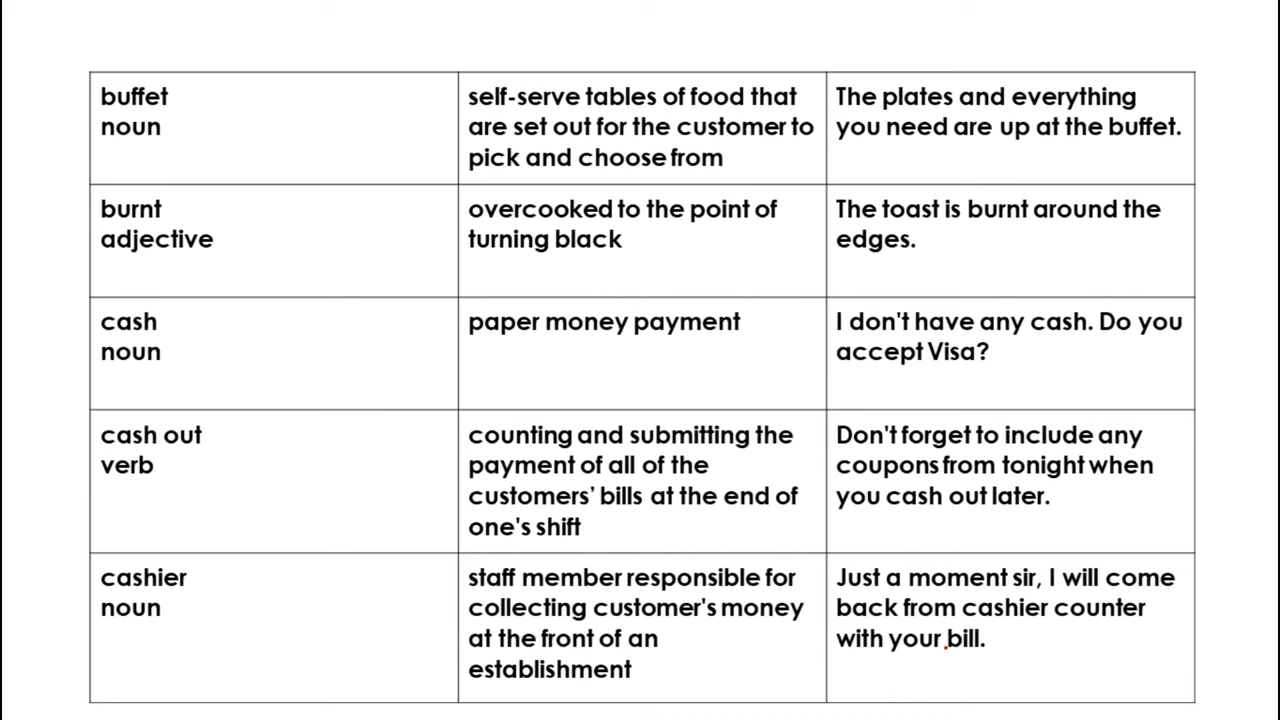 buffet
noun
self-serve tables of food that
are set out for the customer to
pick and choose from
The plates and everything
you need are up at the buffet.
burnt
adjective
overcooked to the point of
turning black
The toast is burnt around the
edges.
cash
noun
paper money payment
I don't have any cash. Do you
accept Visa?
cash out
verb
counting and submitting the
payment of all of the
customers’ bills at the end of
one's shift
Don't forget to include any
coupons from tonight when
you cash out later.
cashier
noun
staff member responsible for
collecting customer's money
at the front of an
establishment
Just a moment sir, I will come
back from cashier counter
with your bill.